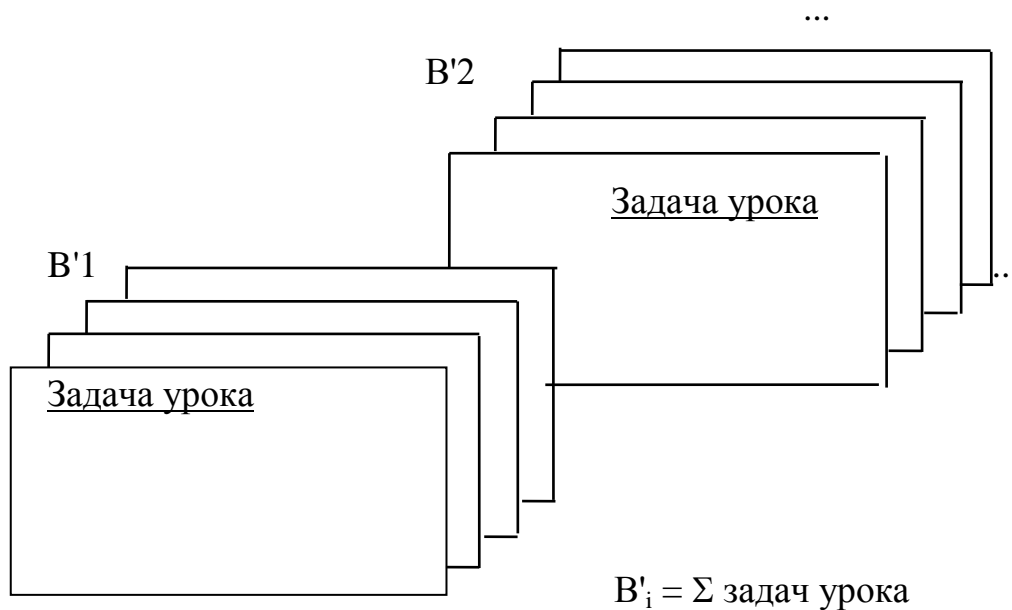 ...
В'2
Задача урока
В'1
..
Задача урока
В'i = Σ задач урока